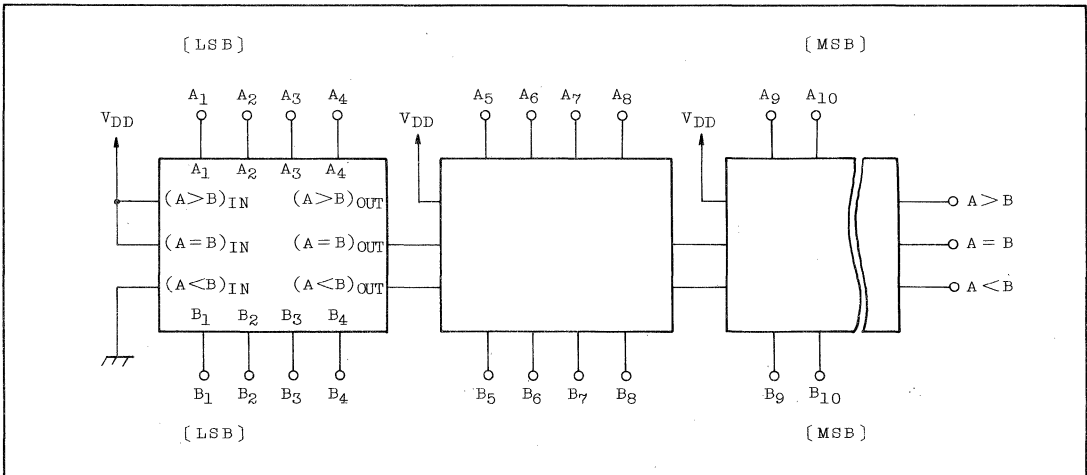 [LSB] [MSB]
A1 A2 A3 A4 A5 A6 A7 A8 A9 A10
VDD VDD VDD
A1 A2 A3 A4
(A>B)IN (A>B)OUT A>B
(A=B)IN (A=B)OUT A=B
(A<B)IN (A<B)OUT A<B
B1 B2 B3 B4
B1 B2 B3 B4 B5 B6 B7 B8 B9 B10
[LSB] [MSB]